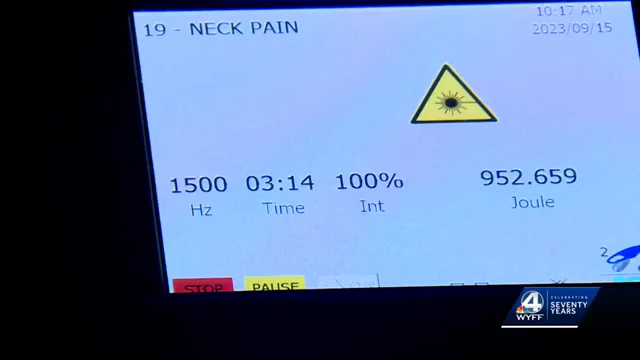 19 - NECK PAIN
10:17 AM
2023/09/15
1500 03:14 100% 952.659
Hz Time Int Joule
2
STOP PAUSE
4
WYFF
CELEBRATING
SEVENTY
YEARS